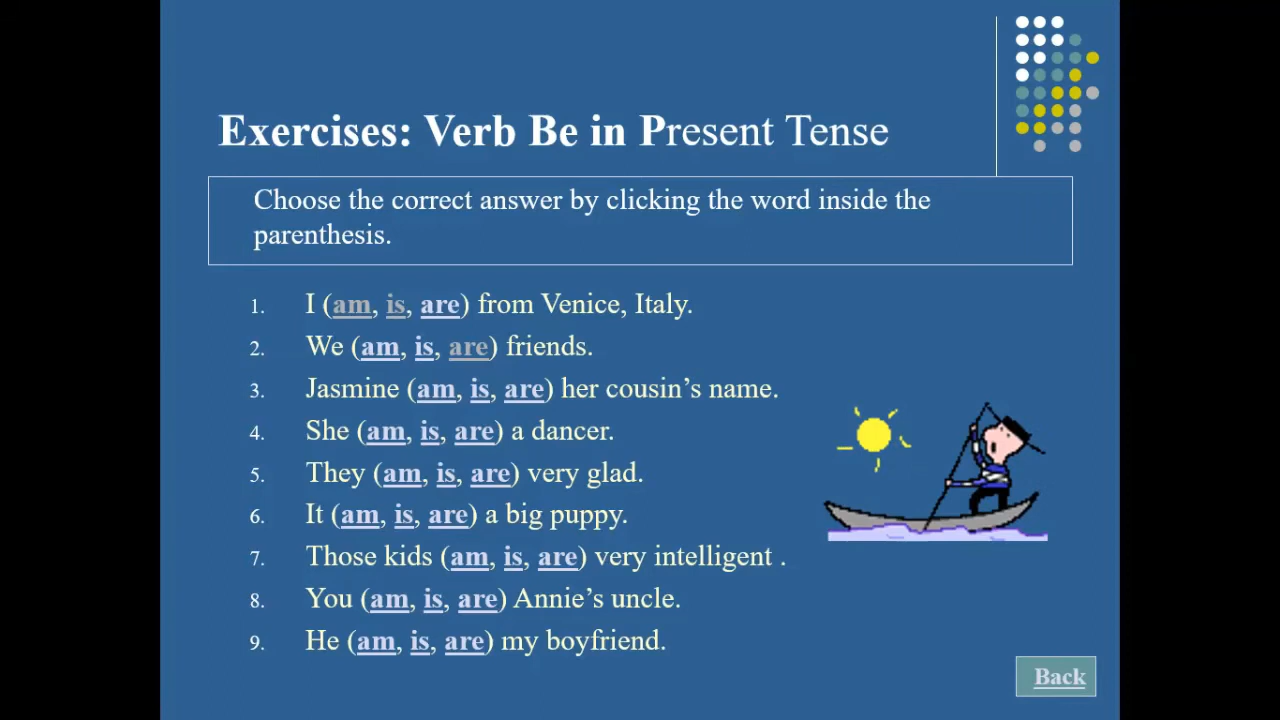 Exercises: Verb Be in Present Tense
Choose the correct answer by clicking the word inside the
parenthesis.
1. I (am, is, are) from Venice, Italy.
2. We (am, is, are) friends.
3. Jasmine (am, is, are) her cousin’s name.
4. She (am, is, are) a dancer.
5. They (am, is, are) very glad.
6. It (am, is, are) a big puppy.
7. Those kids (am, is, are) very intelligent .
8. You (am, is, are) Annie’s uncle.
9. He (am, is, are) my boyfriend.
Back